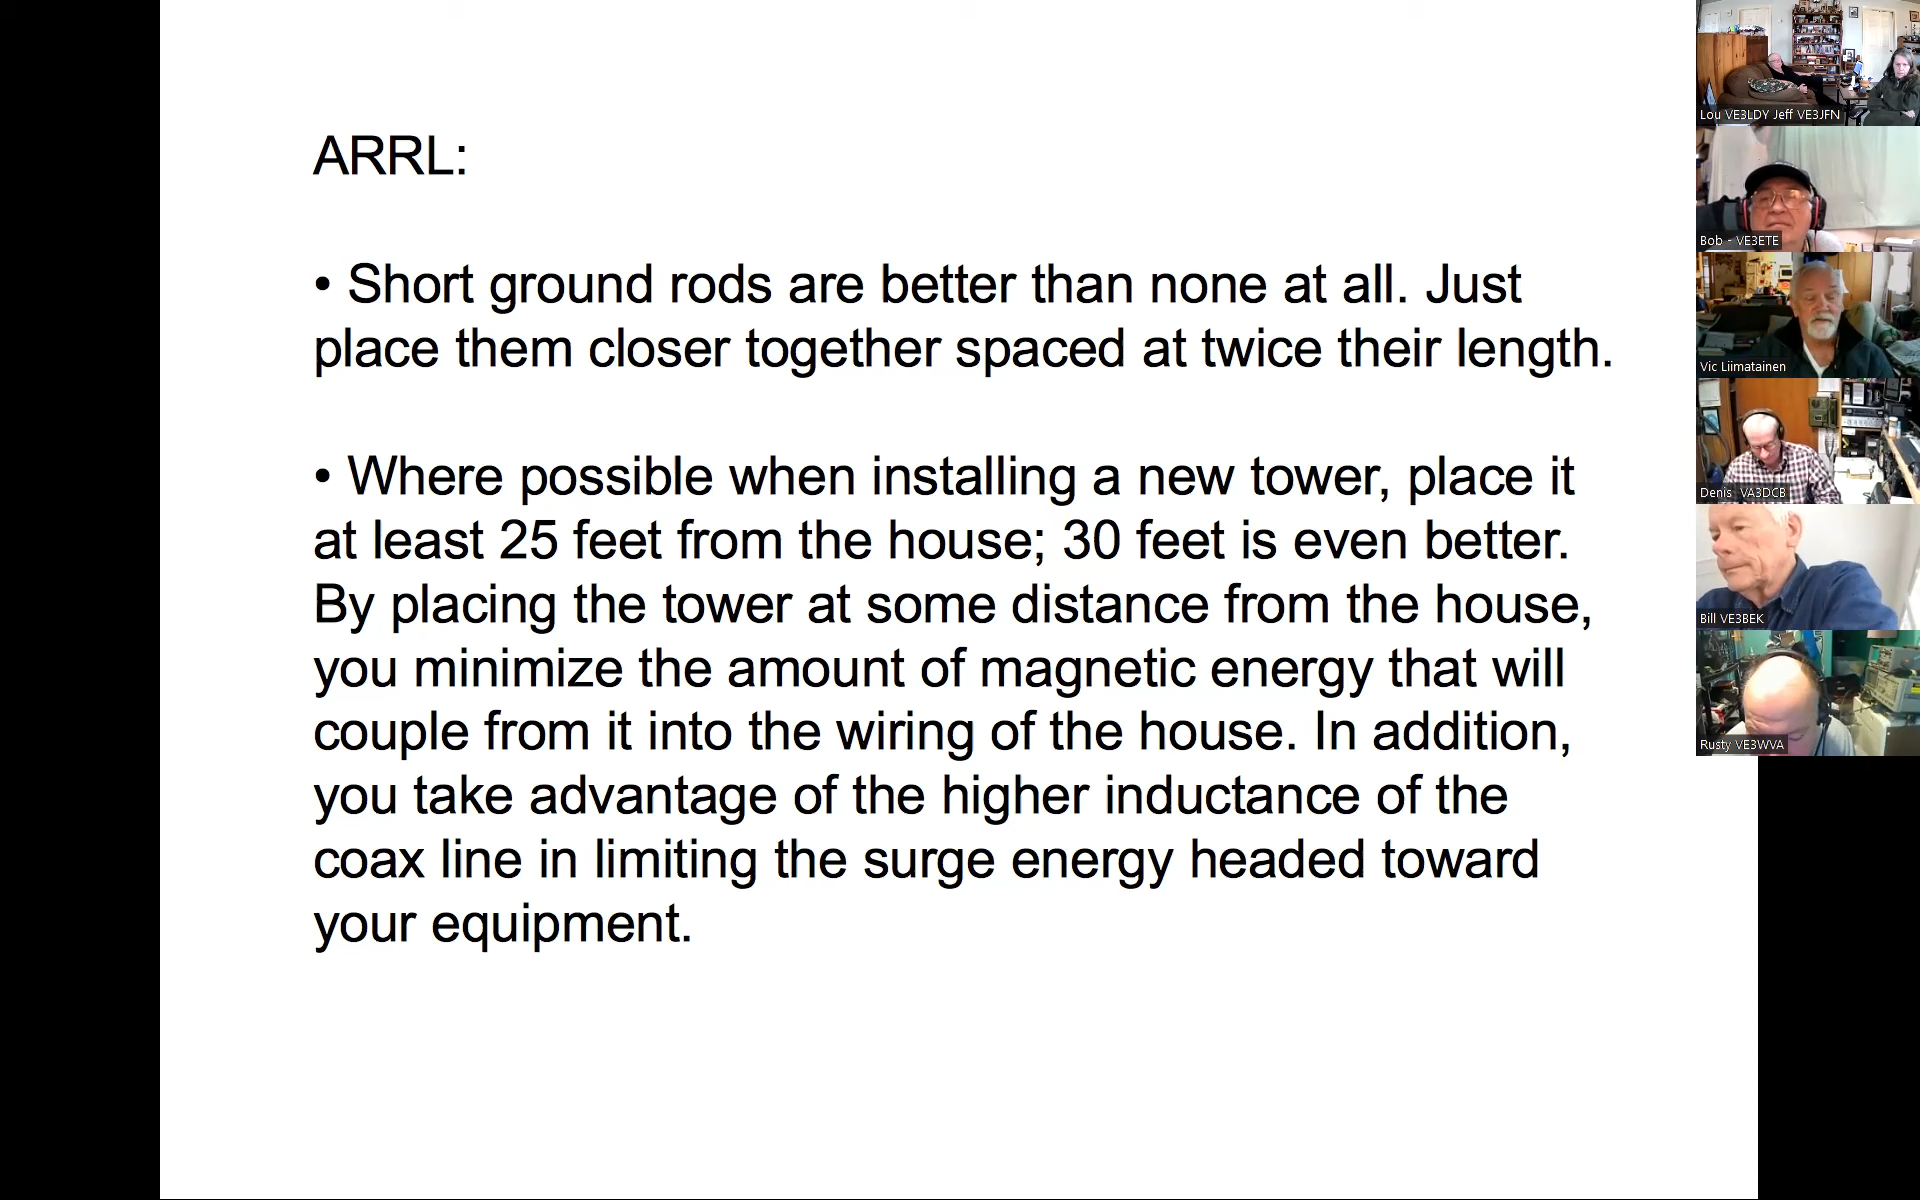 ARRL:
• Short ground rods are better than none at all. Just
place them closer together spaced at twice their length.
• Where possible when installing a new tower, place it
at least 25 feet from the house; 30 feet is even better.
By placing the tower at some distance from the house,
you minimize the amount of magnetic energy that will
couple from it into the wiring of the house. In addition,
you take advantage of the higher inductance of the
coax line in limiting the surge energy headed toward
your equipment.
Lou VE3LDY Jeff VE3JFN
Bob - VE3ETE
Vic Liimatainen
Denis VA3DCB
Bill VE3BEK
Rusty VE3WVA